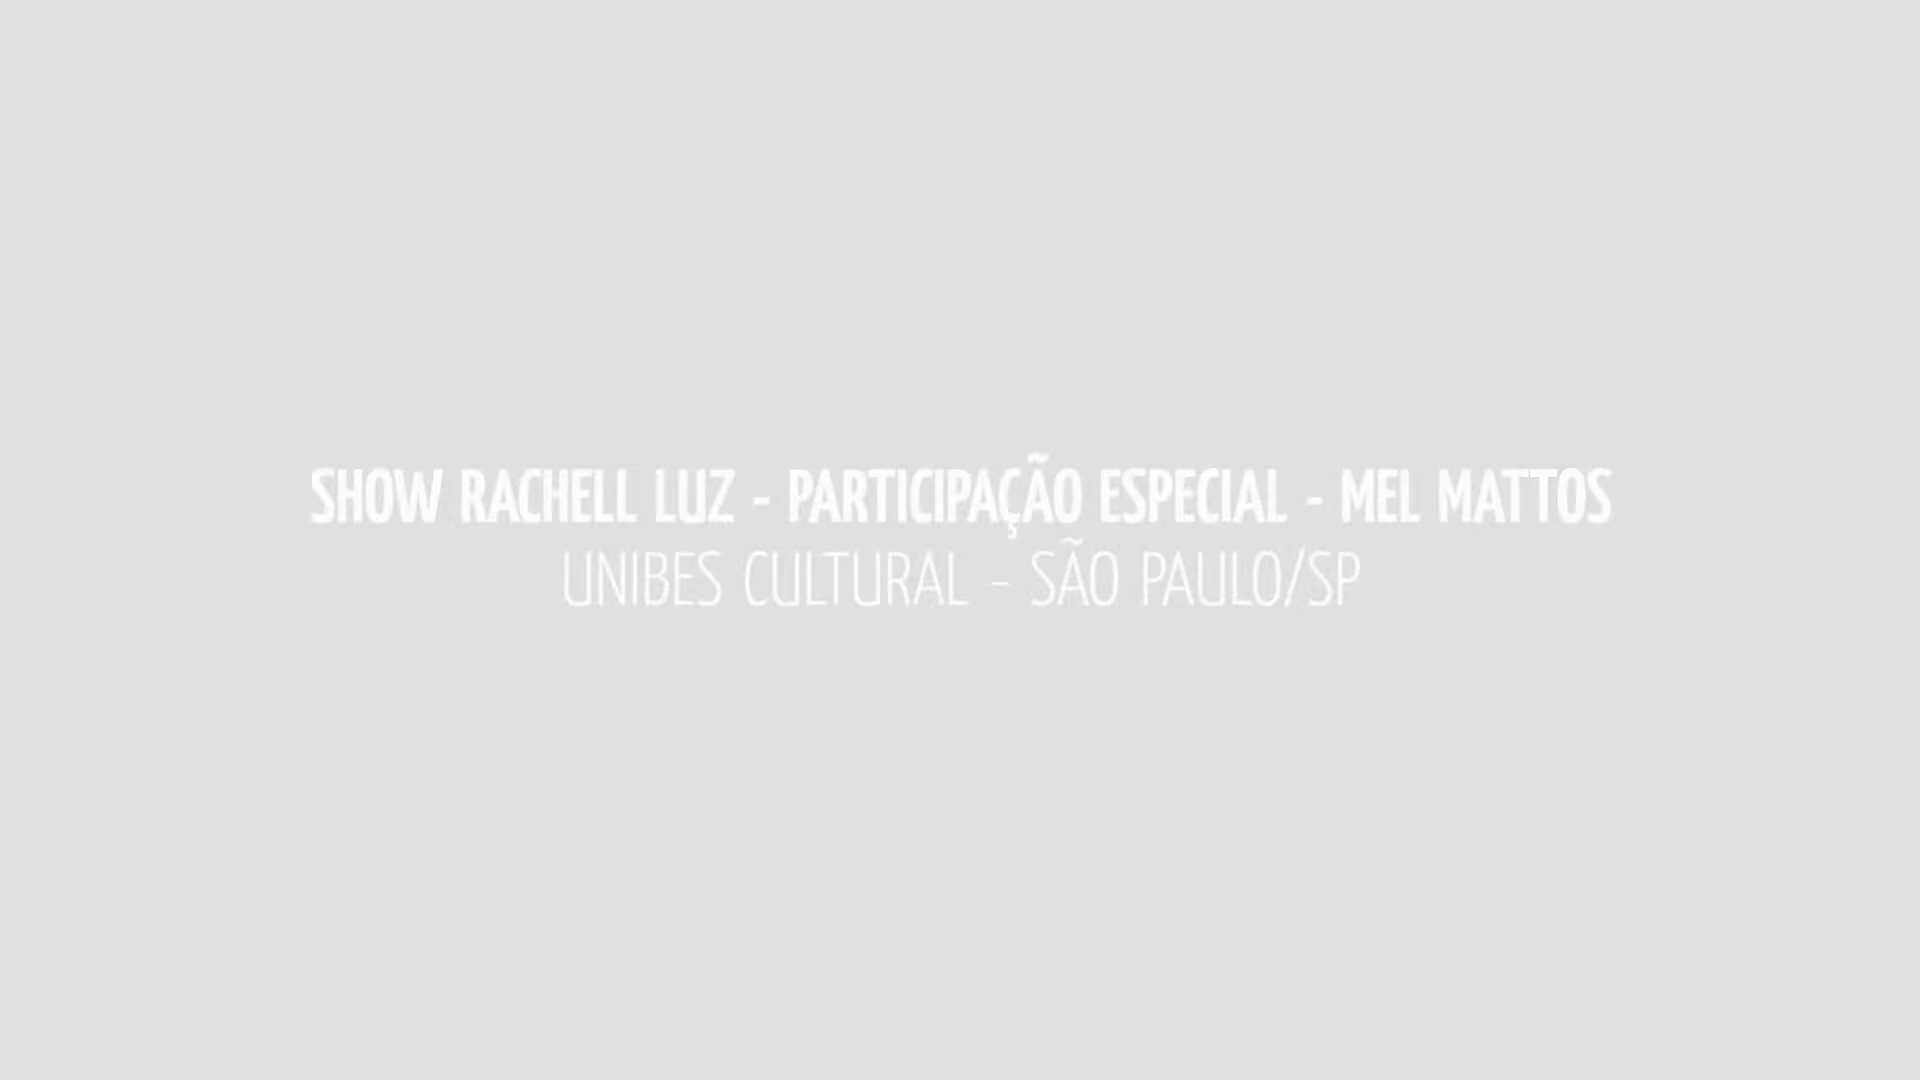 SHOW RACHELL LUZ - PARTICIPAÇÃO ESPECIAL - MEL MATTOS
UNIBES CULTURAL - SÃO PAULO/SP